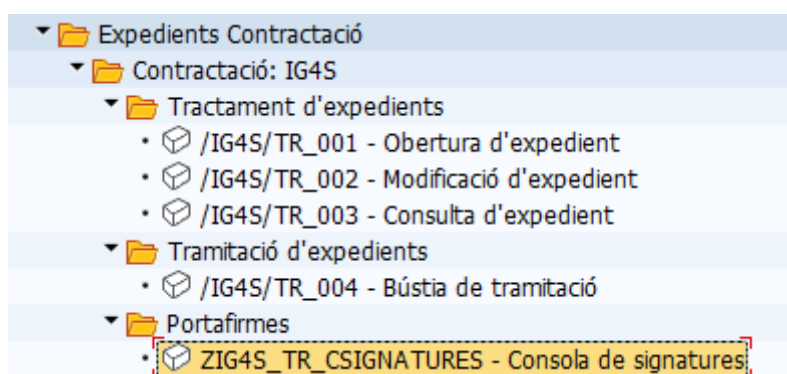 Expedients Contractació
Contractació: IG4S
Tractament d'expedients
/IG4S/TR_001 - Obertura d'expedient
/IG4S/TR_002 - Modificació d'expedient
/IG4S/TR_003 - Consulta d'expedient
Tramitació d'expedients
/IG4S/TR_004 - Bústia de tramitació
Portafirmes
ZIG4S_TR_CSIGNATURES - Consola de signatures